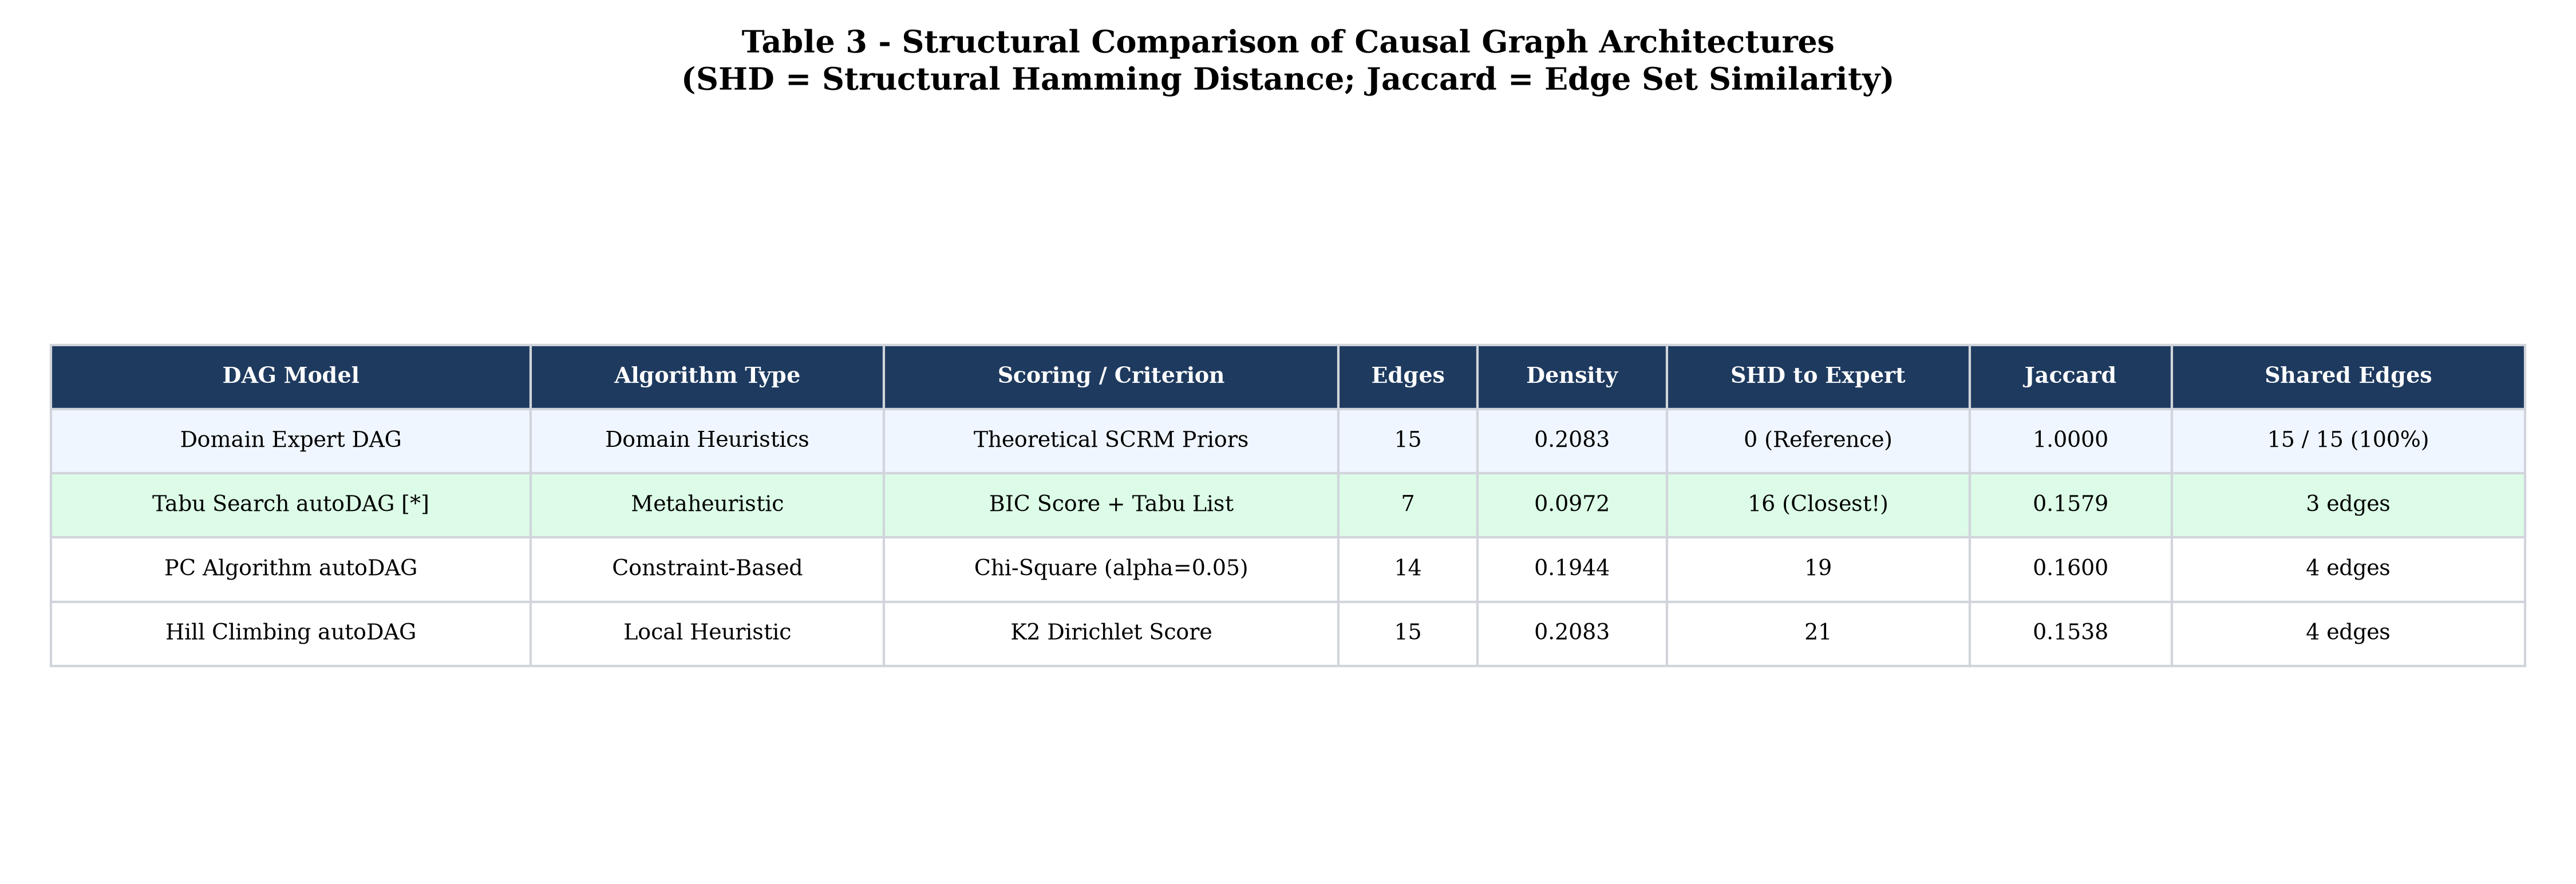 Table 3 - Structural Comparison of Causal Graph Architectures
(SHD = Structural Hamming Distance; Jaccard = Edge Set Similarity)
DAG Model Algorithm Type Scoring / Criterion Edges Density SHD to Expert Jaccard Shared Edges
Domain Expert DAG Domain Heuristics Theoretical SCRM Priors 15 0.2083 0 (Reference) 1.0000 15 / 15 (100%)
Tabu Search autoDAG [*] Metaheuristic BIC Score + Tabu List 7 0.0972 16 (Closest!) 0.1579 3 edges
PC Algorithm autoDAG Constraint-Based Chi-Square (alpha=0.05) 14 0.1944 19 0.1600 4 edges
Hill Climbing autoDAG Local Heuristic K2 Dirichlet Score 15 0.2083 21 0.1538 4 edges